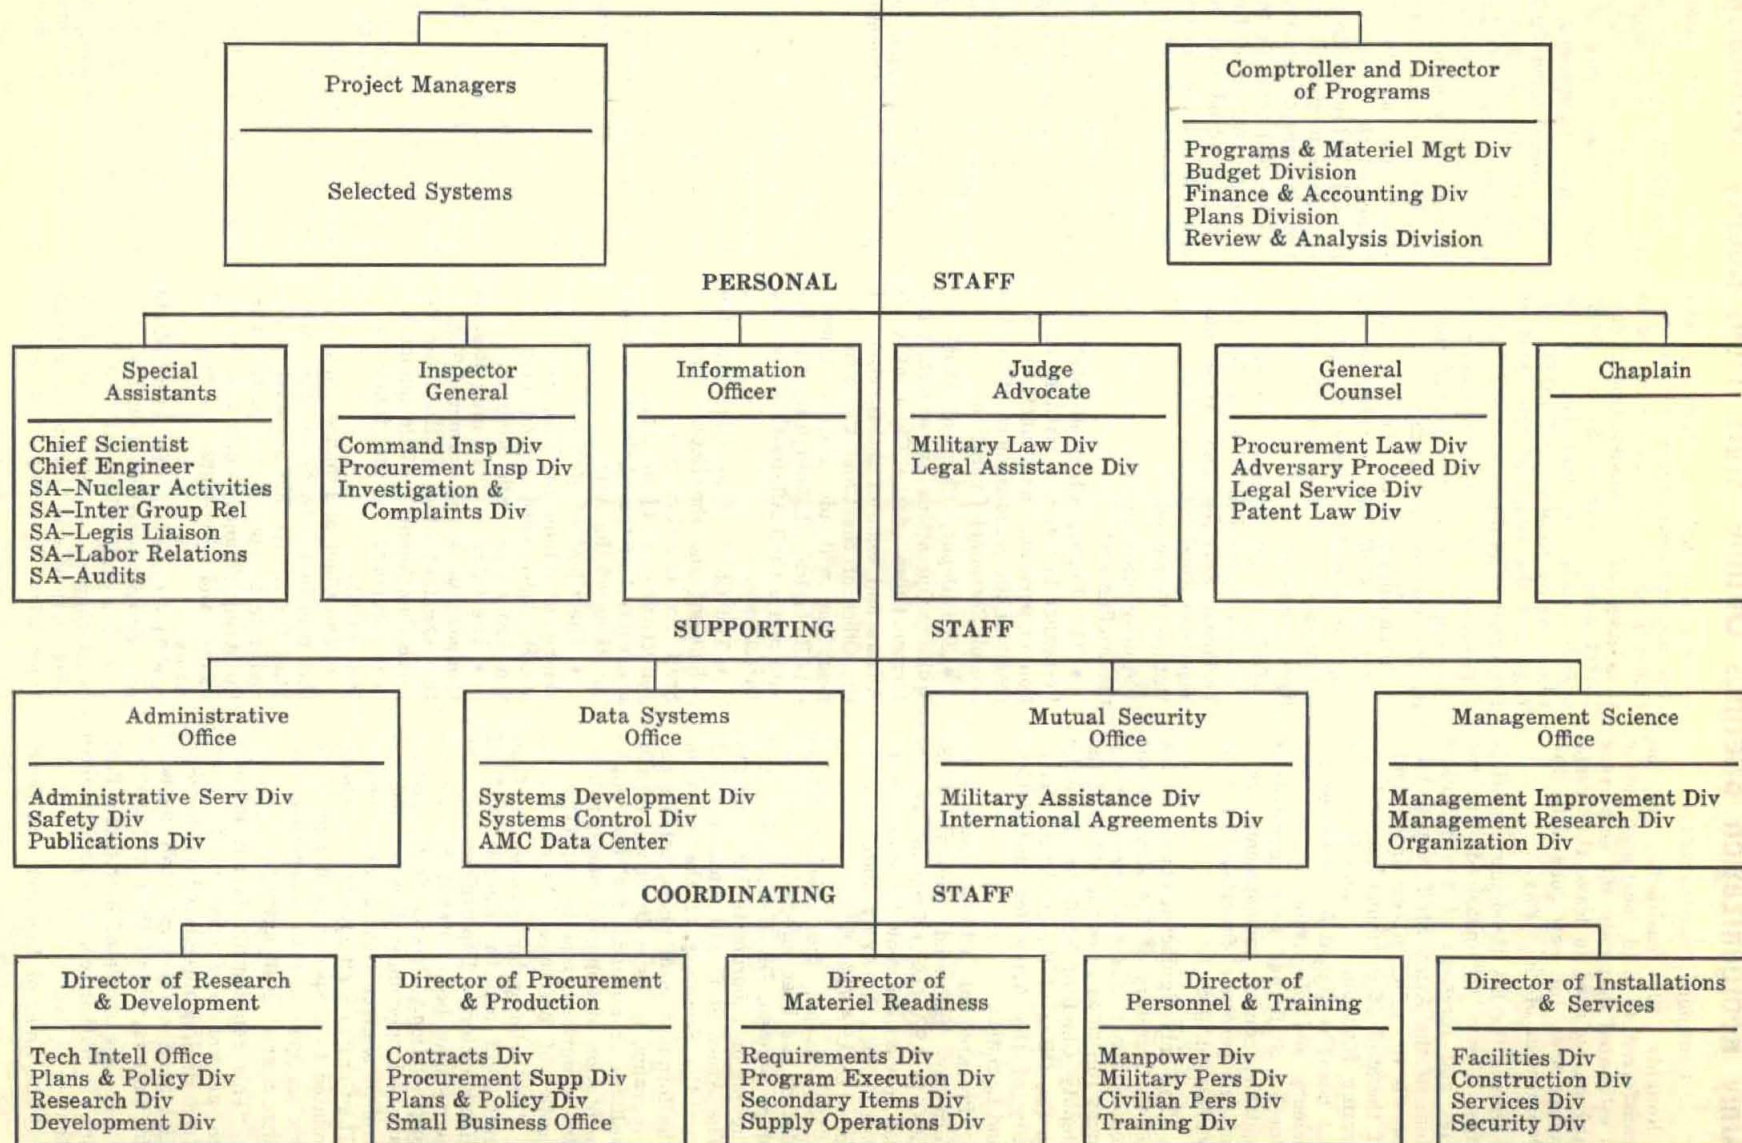 Project Managers
Selected Systems
Comptroller and Director
of Programs
Programs & Materiel Mgt Div
Budget Division
Finance & Accounting Div
Plans Division
Review & Analysis Division
PERSONAL STAFF
Special
Assistants
Chief Scientist
Chief Engineer
SA–Nuclear Activities
SA–Inter Group Rel
SA–Legis Liaison
SA–Labor Relations
SA–Audits
Inspector
General
Command Insp Div
Procurement Insp Div
Investigation &
Complaints Div
Information
Officer
Judge
Advocate
Military Law Div
Legal Assistance Div
General
Counsel
Procurement Law Div
Adversary Proceed Div
Legal Service Div
Patent Law Div
Chaplain
SUPPORTING STAFF
Administrative
Office
Administrative Serv Div
Safety Div
Publications Div
Data Systems
Office
Systems Development Div
Systems Control Div
AMC Data Center
Mutual Security
Office
Military Assistance Div
International Agreements Div
Management Science
Office
Management Improvement Div
Management Research Div
Organization Div
COORDINATING STAFF
Director of Research
& Development
Tech Intell Office
Plans & Policy Div
Research Div
Development Div
Director of Procurement
& Production
Contracts Div
Procurement Supp Div
Plans & Policy Div
Small Business Office
Director of
Materiel Readiness
Requirements Div
Program Execution Div
Secondary Items Div
Supply Operations Div
Director of
Personnel & Training
Manpower Div
Military Pers Div
Civilian Pers Div
Training Div
Director of Installations
& Services
Facilities Div
Construction Div
Services Div
Security Div